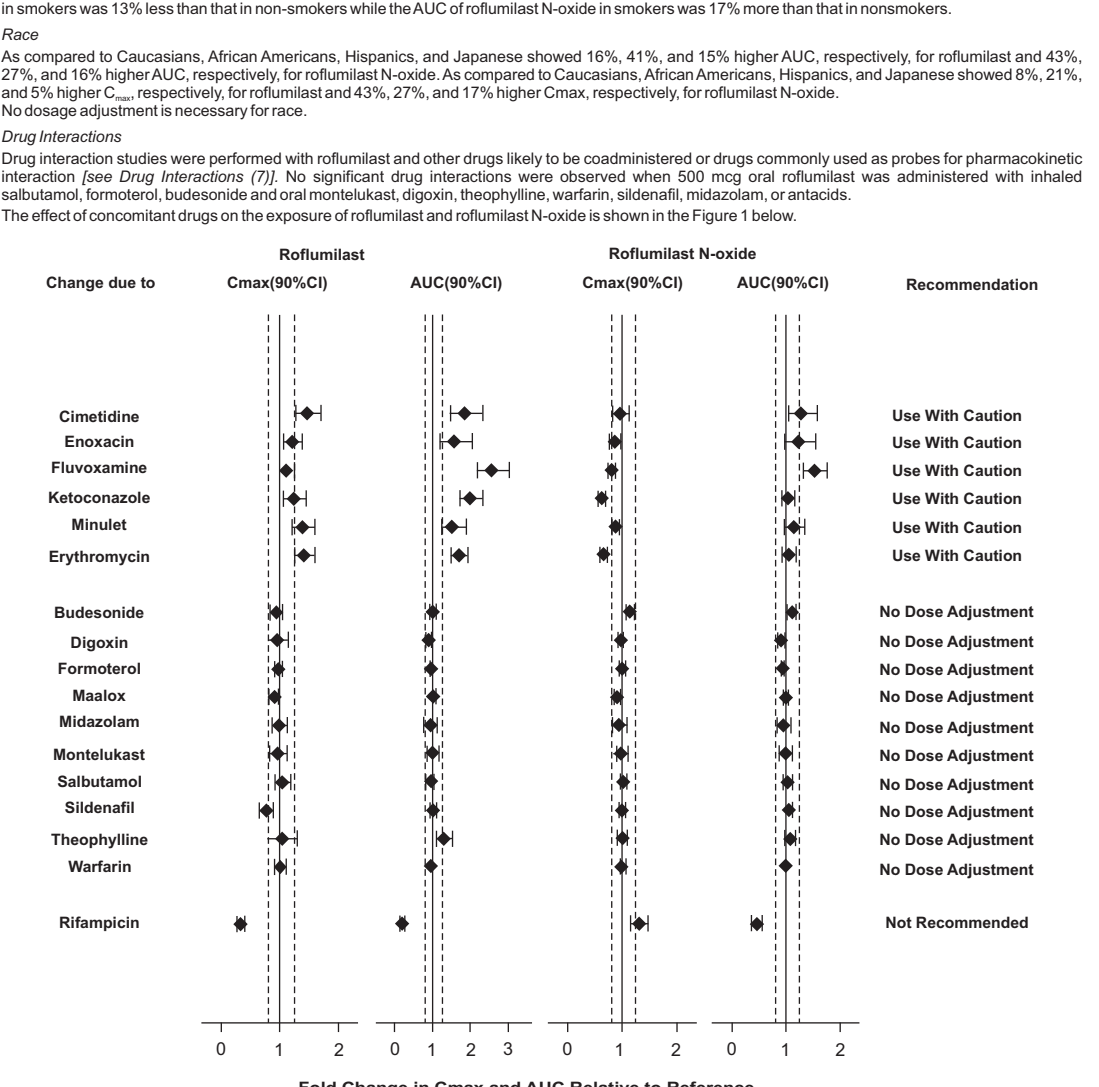 in smokers was 13% less than that in non-smokers while the AUC of roflumilast N-oxide in smokers was 17% more than that in nonsmokers.
Race
As compared to Caucasians, African Americans, Hispanics, and Japanese showed 16%, 41%, and 15% higher AUC, respectively, for roflumilast and 43%,
27%, and 16% higher AUC, respectively, for roflumilast N-oxide. As compared to Caucasians, African Americans, Hispanics, and Japanese showed 8%, 21%,
and 5% higher Cmax, respectively, for roflumilast and 43%, 27%, and 17% higher Cmax, respectively, for roflumilast N-oxide.
No dosage adjustment is necessary for race.
Drug Interactions
Drug interaction studies were performed with roflumilast and other drugs likely to be coadministered or drugs commonly used as probes for pharmacokinetic
interaction [see Drug Interactions (7)]. No significant drug interactions were observed when 500 mcg oral roflumilast was administered with inhaled
salbutamol, formoterol, budesonide and oral montelukast, digoxin, theophylline, warfarin, sildenafil, midazolam, or antacids.
The effect of concomitant drugs on the exposure of roflumilast and roflumilast N-oxide is shown in the Figure 1 below.
Roflumilast Roflumilast N-oxide
Change due to Cmax(90%CI) AUC(90%CI) Cmax(90%CI) AUC(90%CI) Recommendation
Cimetidine Use With Caution
Enoxacin Use With Caution
Fluvoxamine Use With Caution
Ketoconazole Use With Caution
Minulet Use With Caution
Erythromycin Use With Caution
Budesonide No Dose Adjustment
Digoxin No Dose Adjustment
Formoterol No Dose Adjustment
Maalox No Dose Adjustment
Midazolam No Dose Adjustment
Montelukast No Dose Adjustment
Salbutamol No Dose Adjustment
Sildenafil No Dose Adjustment
Theophylline No Dose Adjustment
Warfarin No Dose Adjustment
Rifampicin Not Recommended
0 1 2 0 1 2 3 0 1 2 0 1 2
Fold Change in Cmax and AUC Relative to Reference